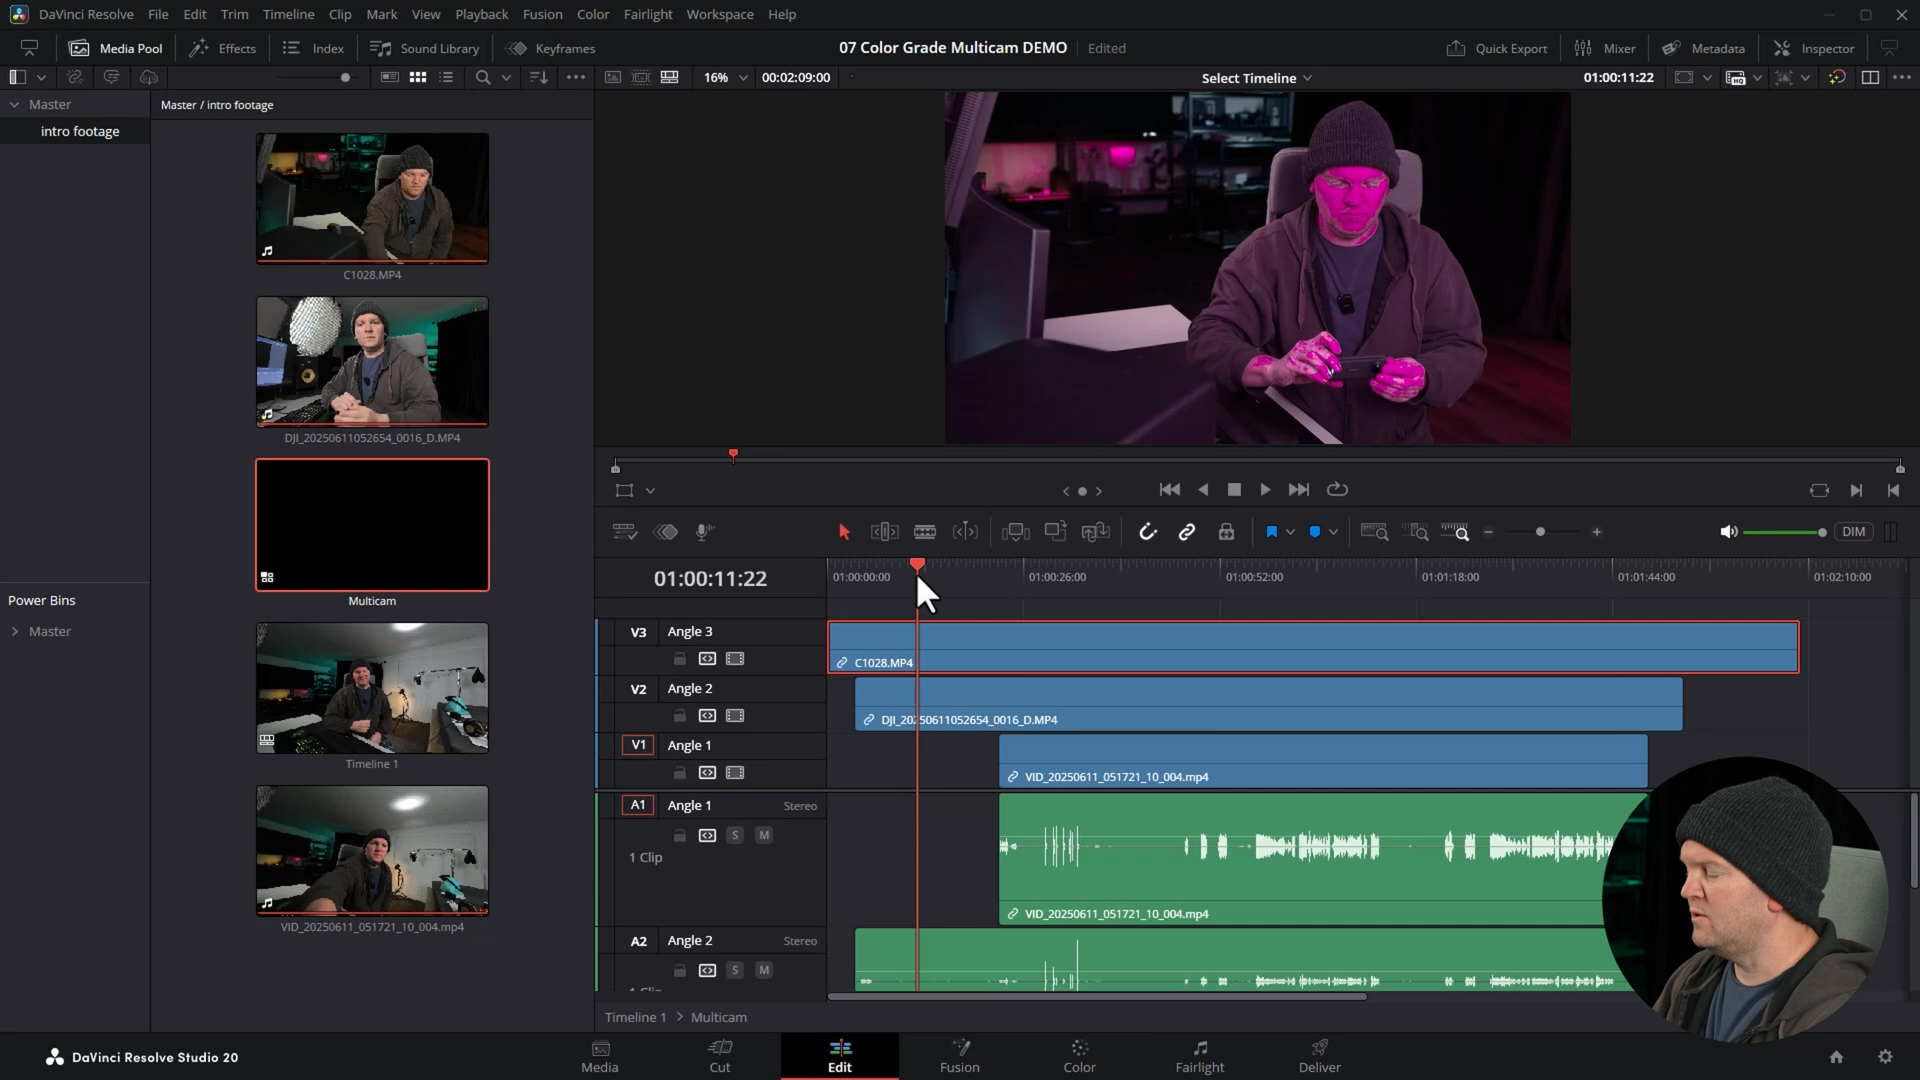 DaVinci Resolve File Edit Trim Timeline Clip Mark View Playback Fusion Color Fairlight Workspace Help
Media Pool Effects Index Sound Library Keyframes 07 Color Grade Multicam DEMO Edited Quick Export Mixer Metadata Inspector
16% 00:02:09:00 Select Timeline 01:00:11:22
Master
intro footage
Master / intro footage
C1028.MP4
DJI_20250611052654_0016_D.MP4
Multicam
Timeline 1
VID_20250611_051721_10_004.mp4
Power Bins
Master
DIM
01:00:11:22
01:00:00:00 01:00:26:00 01:00:52:00 01:01:18:00 01:01:44:00 01:02:10:00
V3 Angle 3
C1028.MP4
V2 Angle 2
DJI_20250611052654_0016_D.MP4
V1 Angle 1
VID_20250611_051721_10_004.mp4
A1 Angle 1 Stereo
S M
1 Clip
VID_20250611_051721_10_004.mp4
A2 Angle 2 Stereo
S M
Timeline 1 > Multicam
DaVinci Resolve Studio 20
Media Cut Edit Fusion Color Fairlight Deliver